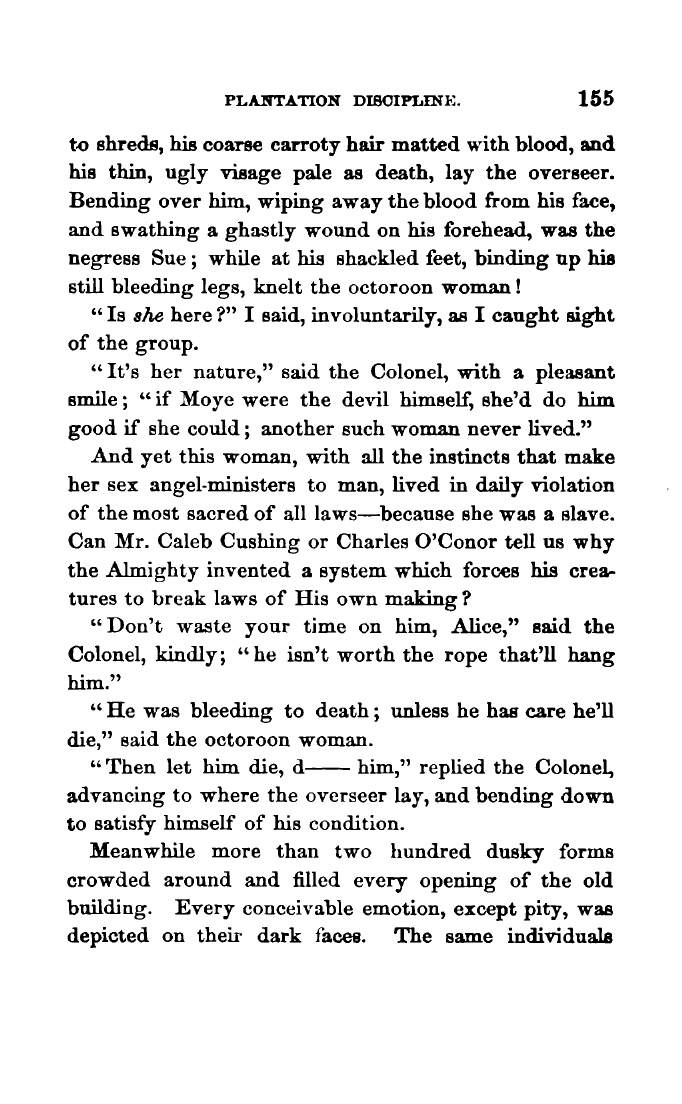 PLANTATION DISCIPLINE. 155
to shreds, his coarse carroty hair matted with blood, and
his thin, ugly visage pale as death, lay the overseer.
Bending over him, wiping away the blood from his face,
and swathing a ghastly wound on his forehead, was the
negress Sue; while at his shackled feet, binding up his
still bleeding legs, knelt the octoroon woman!
“Is she here?” I said, involuntarily, as I caught sight
of the group.
“It’s her nature,” said the Colonel, with a pleasant
smile; “if Moye were the devil himself, she’d do him
good if she could; another such woman never lived.”
And yet this woman, with all the instincts that make
her sex angel-ministers to man, lived in daily violation
of the most sacred of all laws—because she was a slave.
Can Mr. Caleb Cushing or Charles O’Conor tell us why
the Almighty invented a system which forces his crea-
tures to break laws of His own making?
“Don’t waste your time on him, Alice,” said the
Colonel, kindly; “he isn’t worth the rope that’ll hang
him.”
“He was bleeding to death; unless he has care he’ll
die,” said the octoroon woman.
“Then let him die, d—— him,” replied the Colonel,
advancing to where the overseer lay, and bending down
to satisfy himself of his condition.
Meanwhile more than two hundred dusky forms
crowded around and filled every opening of the old
building. Every conceivable emotion, except pity, was
depicted on their dark faces. The same individuals